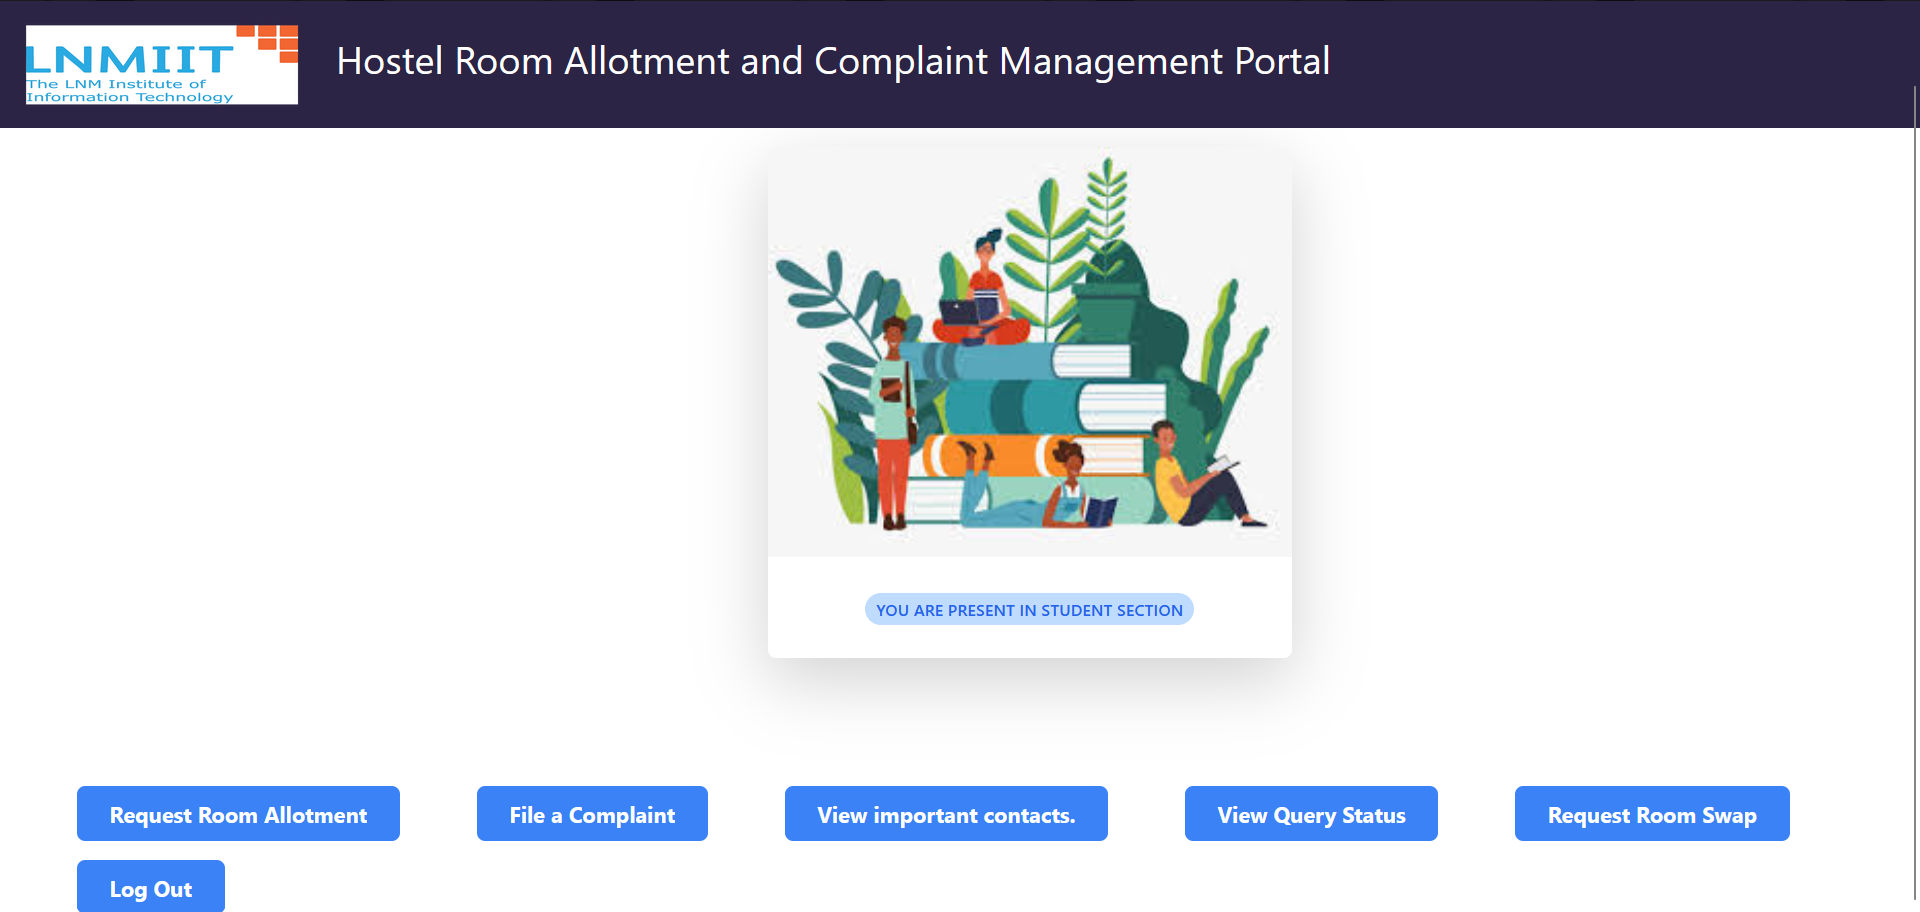 LNMIIT
The LNM Institute of
Information Technology
Hostel Room Allotment and Complaint Management Portal
YOU ARE PRESENT IN STUDENT SECTION
Request Room Allotment
File a Complaint
View important contacts.
View Query Status
Request Room Swap
Log Out